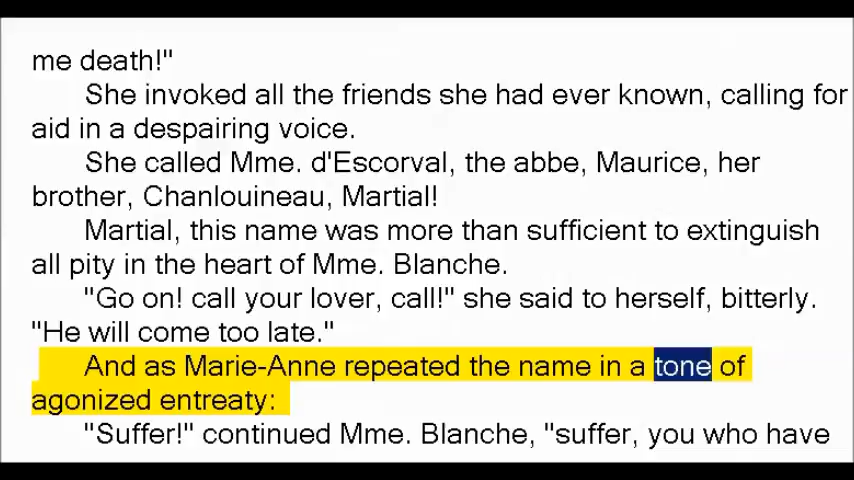 me death!"
She invoked all the friends she had ever known, calling for
aid in a despairing voice.
She called Mme. d'Escorval, the abbe, Maurice, her
brother, Chanlouineau, Martial!
Martial, this name was more than sufficient to extinguish
all pity in the heart of Mme. Blanche.
"Go on! call your lover, call!" she said to herself, bitterly.
"He will come too late."
And as Marie-Anne repeated the name in a tone of
agonized entreaty:
"Suffer!" continued Mme. Blanche, "suffer, you who have